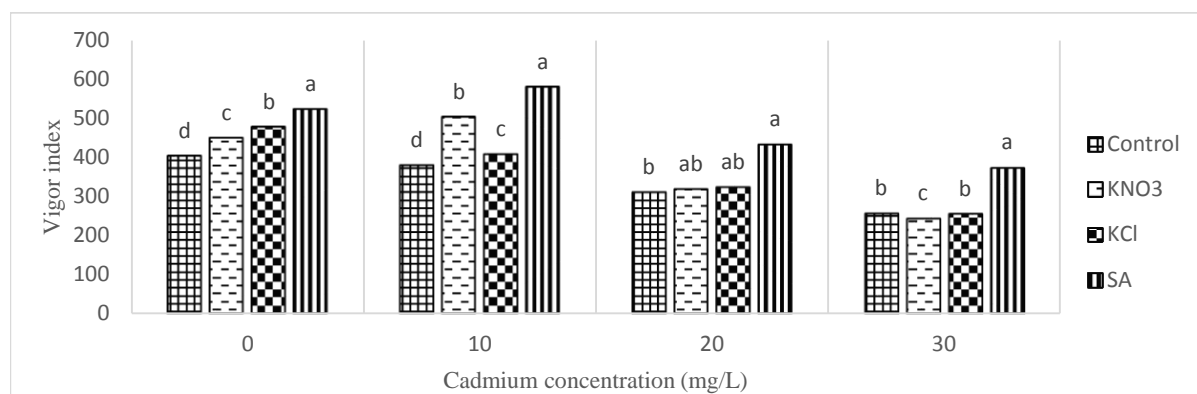 700
600
500
400
300
200
100
0
Vigor index
d c b a
d b c a
b ab ab a
b c b a
0 10 20 30
Cadmium concentration (mg/L)
Control
KNO3
KCl
SA